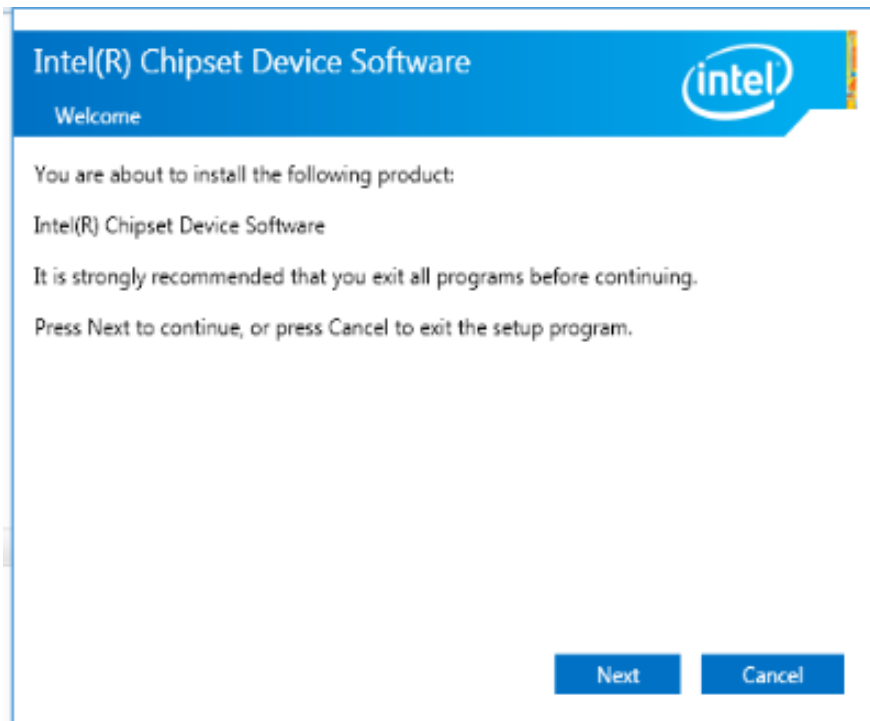 Intel(R) Chipset Device Software
intel
Welcome
You are about to install the following product:
Intel(R) Chipset Device Software
It is strongly recommended that you exit all programs before continuing.
Press Next to continue, or press Cancel to exit the setup program.
Next
Cancel